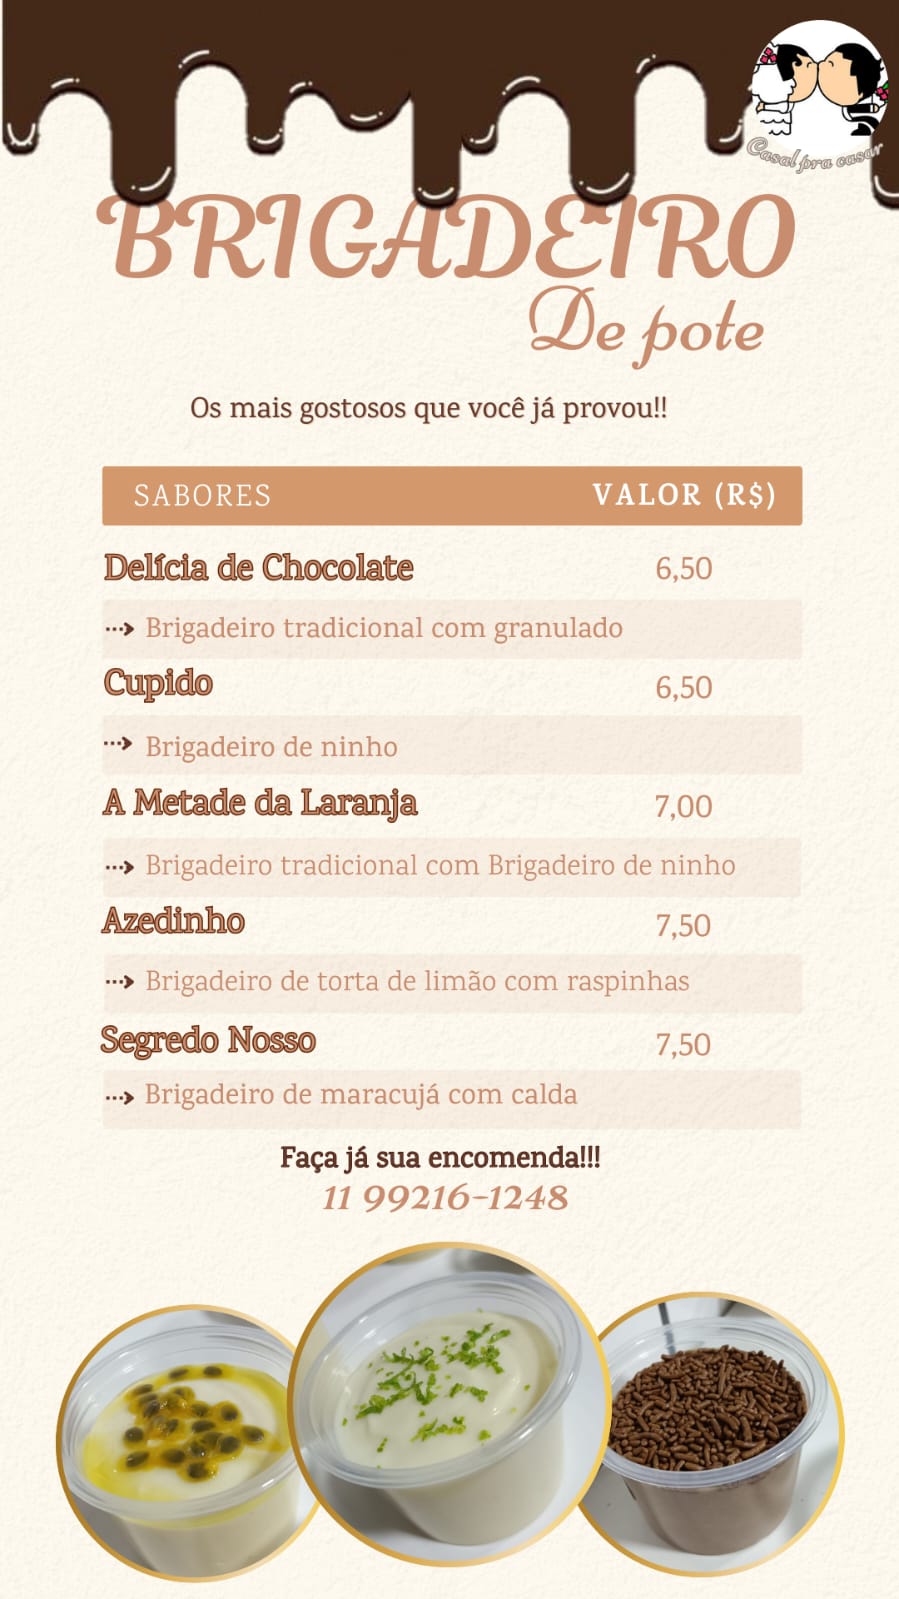 Casal pra casar
BRIGADEIRO
De pote
Os mais gostosos que você já provou!!
SABORES VALOR (R$)
Delícia de Chocolate 6,50
Brigadeiro tradicional com granulado
Cupido 6,50
Brigadeiro de ninho
A Metade da Laranja 7,00
Brigadeiro tradicional com Brigadeiro de ninho
Azedinho 7,50
Brigadeiro de torta de limão com raspinhas
Segredo Nosso 7,50
Brigadeiro de maracujá com calda
Faça já sua encomenda!!!
11 99216-1248